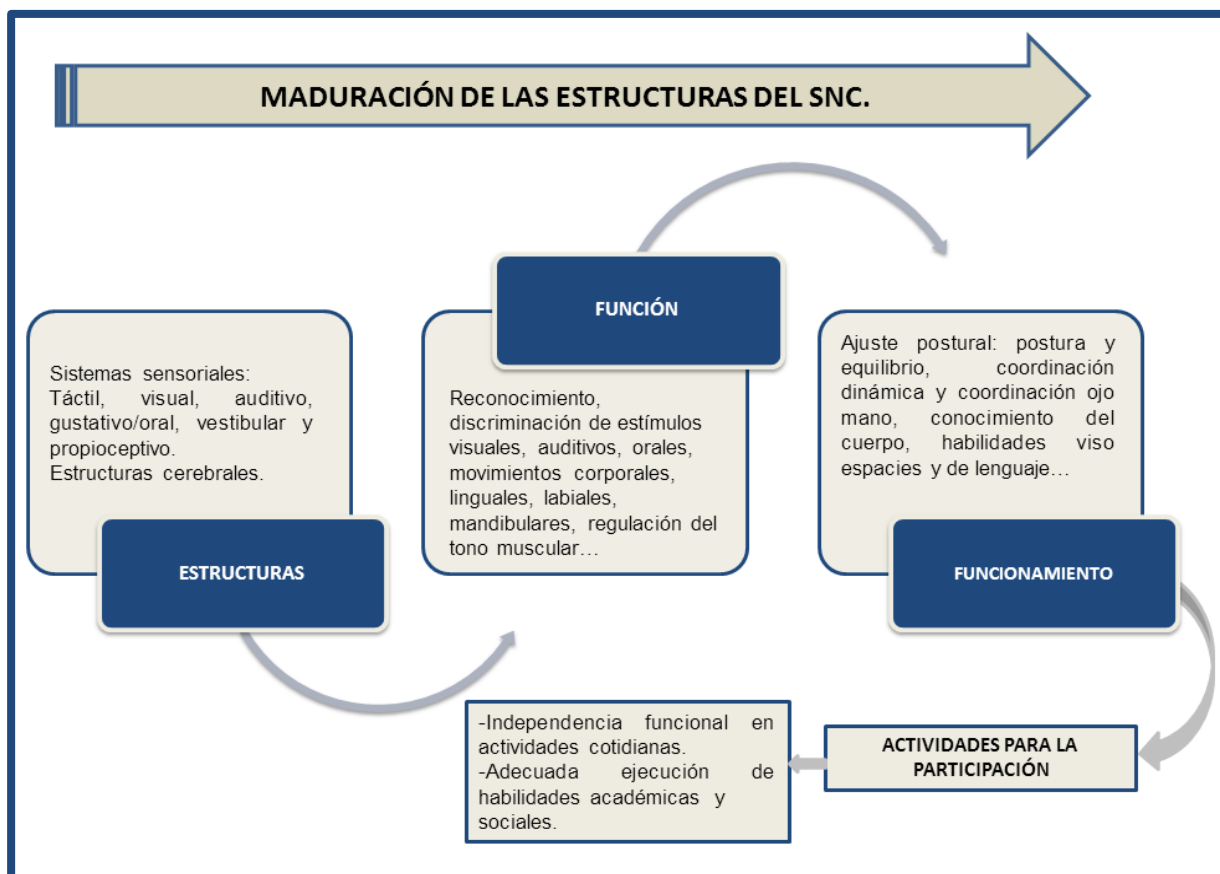 MADURACIÓN DE LAS ESTRUCTURAS DEL SNC.
Sistemas sensoriales:
Táctil, visual, auditivo,
gustativo/oral, vestibular y
propioceptivo.
Estructuras cerebrales.
ESTRUCTURAS
FUNCIÓN
Reconocimiento,
discriminación de estímulos
visuales, auditivos, orales,
movimientos corporales,
linguales, labiales,
mandibulares, regulación del
tono muscular…
Ajuste postural: postura y
equilibrio, coordinación
dinámica y coordinación ojo
mano, conocimiento del
cuerpo, habilidades viso
espacies y de lenguaje…
FUNCIONAMIENTO
ACTIVIDADES PARA LA
PARTICIPACIÓN
-Independencia funcional en
actividades cotidianas.
-Adecuada ejecución de
habilidades académicas y
sociales.